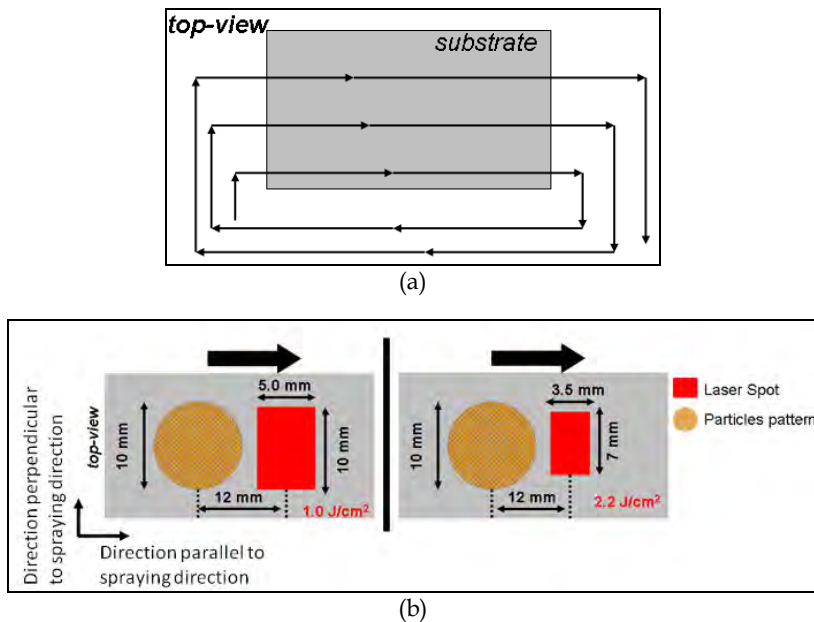 top-view
substrate
(a)
5.0 mm
3.5 mm
Laser Spot
Particles pattern
10 mm
10 mm
10 mm
7 mm
top-view
12 mm
12 mm
1.0 J/cm²
2.2 J/cm²
Direction perpendicular
to spraying direction
Direction parallel to
spraying direction
(b)